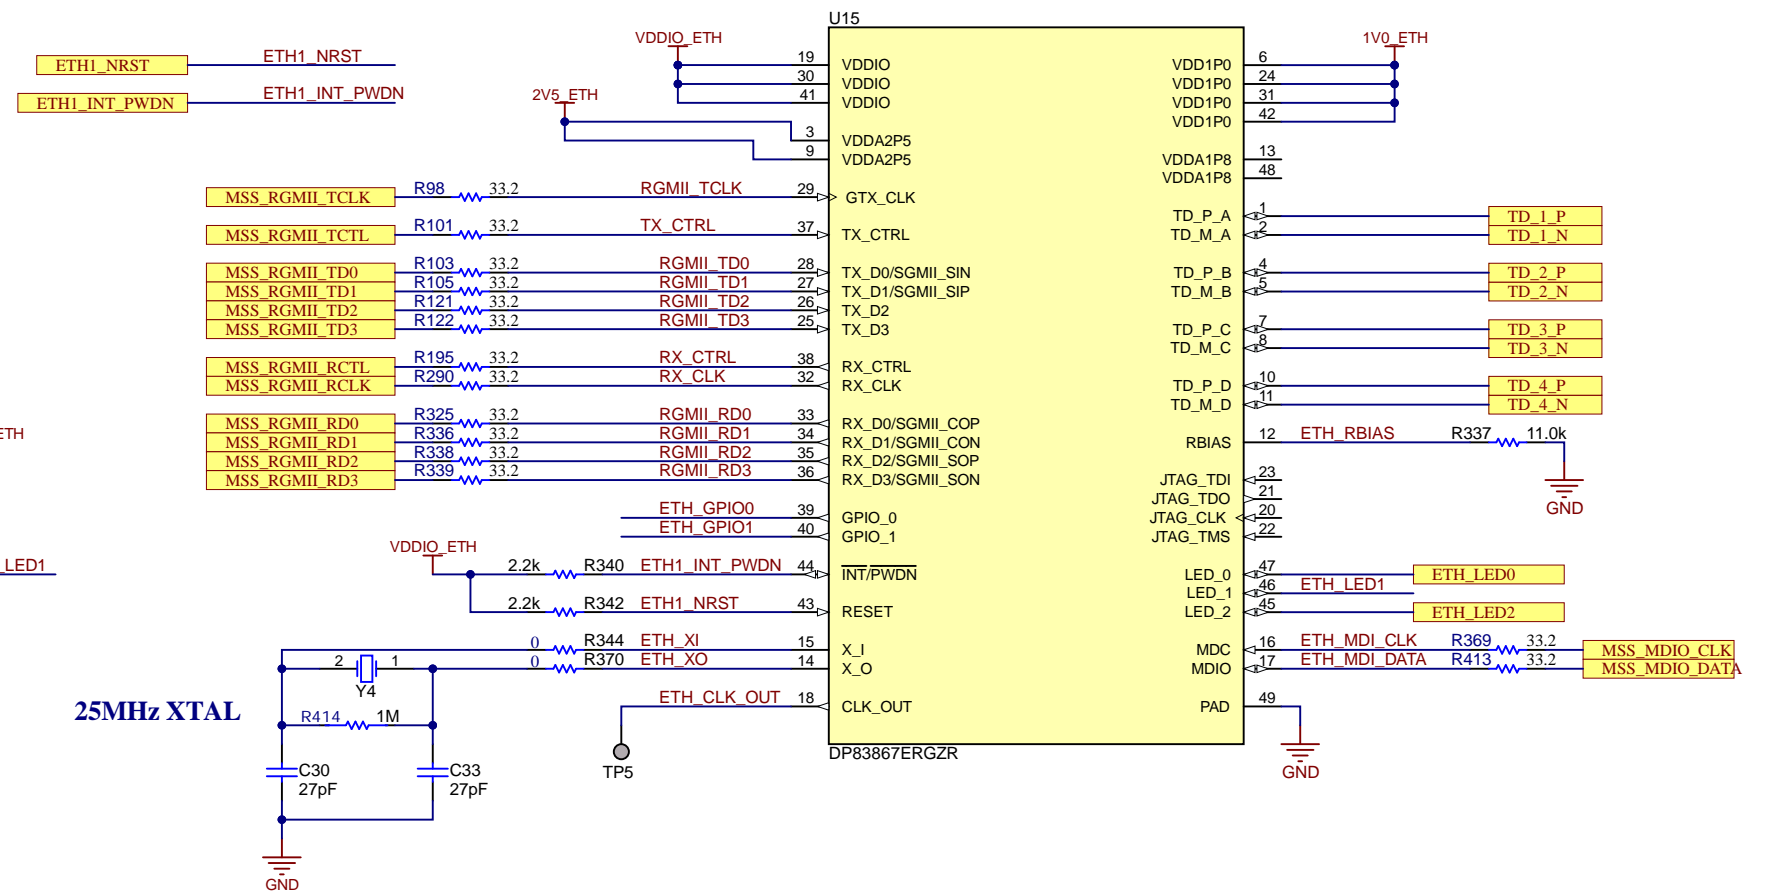 U15
ETH1_NRST ETH1_NRST
ETH1_INT_PWDN ETH1_INT_PWDN
VDDIO_ETH
2V5_ETH
1V0_ETH
19 VDDIO VDD1P0 6
30 VDDIO VDD1P0 24
41 VDDIO VDD1P0 31
VDD1P0 42
3 VDDA2P5
9 VDDA2P5 VDDA1P8 13
VDDA1P8 48
MSS_RGMII_TCLK R98 33.2 RGMII_TCLK 29 GTX_CLK
TD_P_A 1 TD_1_P
MSS_RGMII_TCTL R101 33.2 TX_CTRL 37 TX_CTRL TD_M_A 2 TD_1_N
MSS_RGMII_TD0 R103 33.2 RGMII_TD0 28 TX_D0/SGMII_SIN TD_P_B 4 TD_2_P
MSS_RGMII_TD1 R105 33.2 RGMII_TD1 27 TX_D1/SGMII_SIP TD_M_B 5 TD_2_N
MSS_RGMII_TD2 R121 33.2 RGMII_TD2 26 TX_D2
MSS_RGMII_TD3 R122 33.2 RGMII_TD3 25 TX_D3 TD_P_C 7 TD_3_P
TD_M_C 8 TD_3_N
MSS_RGMII_RCTL R195 33.2 RX_CTRL 38 RX_CTRL
MSS_RGMII_RCLK R290 33.2 RX_CLK 32 RX_CLK TD_P_D 10 TD_4_P
TD_M_D 11 TD_4_N
MSS_RGMII_RD0 R325 33.2 RGMII_RD0 33 RX_D0/SGMII_COP
ETH
MSS_RGMII_RD1 R336 33.2 RGMII_RD1 34 RX_D1/SGMII_CON RBIAS 12 ETH_RBIAS R337 11.0k
MSS_RGMII_RD2 R338 33.2 RGMII_RD2 35 RX_D2/SGMII_SOP
MSS_RGMII_RD3 R339 33.2 RGMII_RD3 36 RX_D3/SGMII_SON JTAG_TDI 23
JTAG_TDO 21
GND
ETH_GPIO0 39 GPIO_0 JTAG_CLK 20
ETH_GPIO1 40 GPIO_1 JTAG_TMS 22
VDDIO_ETH
_LED1
2.2k R340 ETH1_INT_PWDN 44 INT/PWDN LED_0 47 ETH_LED0
LED_1 46 ETH_LED1
2.2k R342 ETH1_NRST 43 RESET LED_2 45 ETH_LED2
0 R344 ETH_XI 15 X_I MDC 16 ETH_MDI_CLK R369 33.2 MSS_MDIO_CLK
2 1 0 R370 ETH_XO 14 X_O MDIO 17 ETH_MDI_DATA R413 33.2 MSS_MDIO_DATA
Y4
25MHz XTAL
ETH_CLK_OUT 18 CLK_OUT PAD 49
R414 1M
DP83867ERGZR
TP5
GND
C30 C33
27pF 27pF
GND